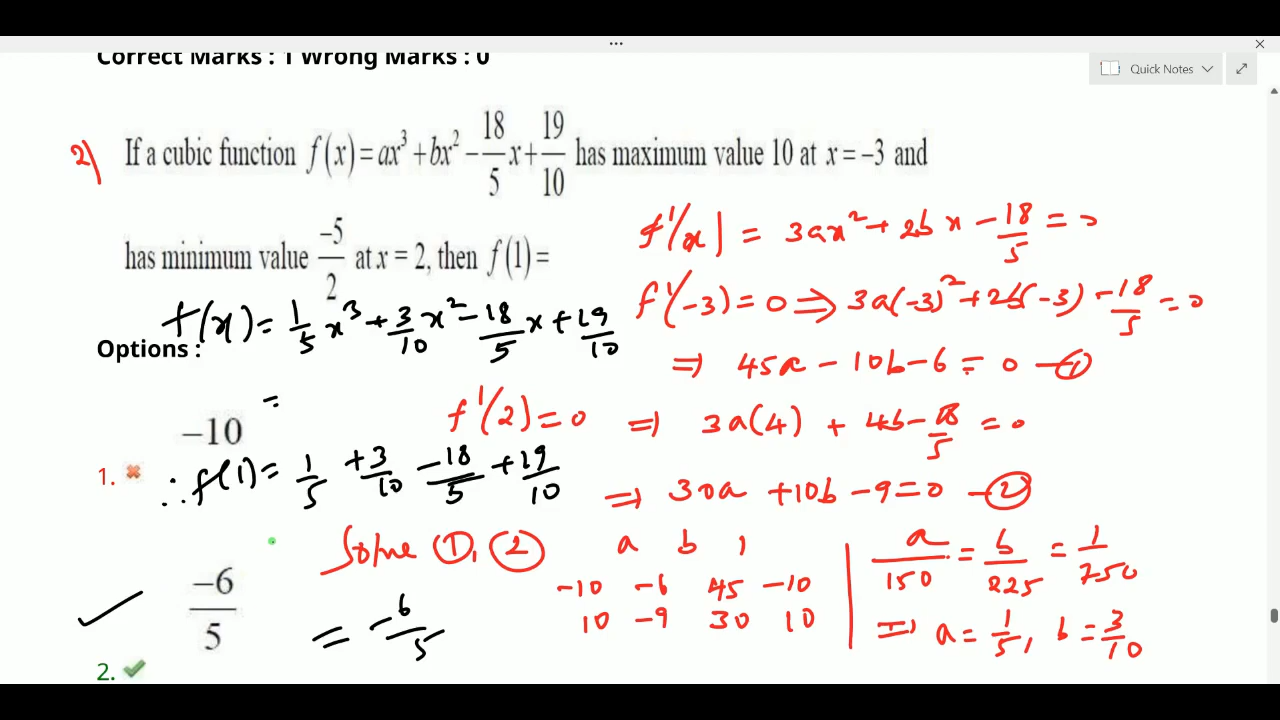 Correct Marks : 1 Wrong Marks : 0
Quick Notes
2) If a cubic function f(x) = ax³ + bx² − 18/5 x + 19/10 has maximum value 10 at x = −3 and
has minimum value −5/2 at x = 2, then f(1) =
f'(x) = 3ax² + 2bx − 18/5 = 0
f'(−3) = 0 ⇒ 3a(−3)² + 2b(−3) − 18/5 = 0
⇒ 45a − 10b − 6 = 0 —①
f(x) = 1/5 x³ + 3/10 x² − 18/5 x + 19/10
Options :
=
f'(2) = 0 ⇒ 3a(4) + 4b − 18/5 = 0
−10
1.
∴ f(1) = 1/5 + 3/10 − 18/5 + 19/10
⇒ 30a + 10b − 9 = 0 —②
Solve ①, ②
a b 1
−10 −6 45 −10
10 −9 30 10
a/150 = b/225 = 1/750
⇒ a = 1/5, b = 3/10
−6/5
= −6/5
2.